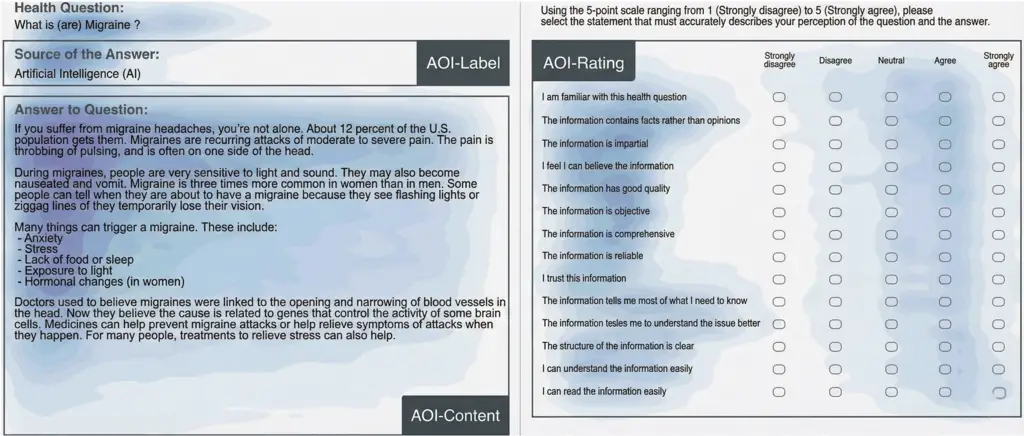 Health Question:
What is (are) Migraine ?
Source of the Answer:
Artificial Intelligence (AI)
AOI-Label
Answer to Question:
If you suffer from migraine headaches, you're not alone. About 12 percent of the U.S.
population gets them. Migraines are recurring attacks of moderate to severe pain. The pain is
throbbing of pulsing, and is often on one side of the head.
During migraines, people are very sensitive to light and sound. They may also become
nauseated and vomit. Migraine is three times more common in women than in men. Some
people can tell when they are about to have a migraine because they see flashing lights or
ziggag lines of they temporarily lose their vision.
Many things can trigger a migraine. These include:
- Anxiety
- Stress
- Lack of food or sleep
- Exposure to light
- Hormonal changes (in women)
Doctors used to believe migraines were linked to the opening and narrowing of blood vessels in
the head. Now they believe the cause is related to genes that control the activity of some brain
cells. Medicines can help prevent migraine attacks or help relieve symptoms of attacks when
they happen. For many people, treatments to relieve stress can also help.
AOI-Content
Using the 5-point scale ranging from 1 (Strongly disagree) to 5 (Strongly agree), please
select the statement that must accurately describes your perception of the question and the answer.
AOI-Rating
Strongly disagree
Disagree
Neutral
Agree
Strongly agree
I am familiar with this health question
The information contains facts rather than opinions
The information is impartial
I feel I can believe the information
The information has good quality
The information is objective
The information is comprehensive
The information is reliable
I trust this information
The information tells me most of what I need to know
The information tesles me to understand the issue better
The structure of the information is clear
I can understand the information easily
I can read the information easily